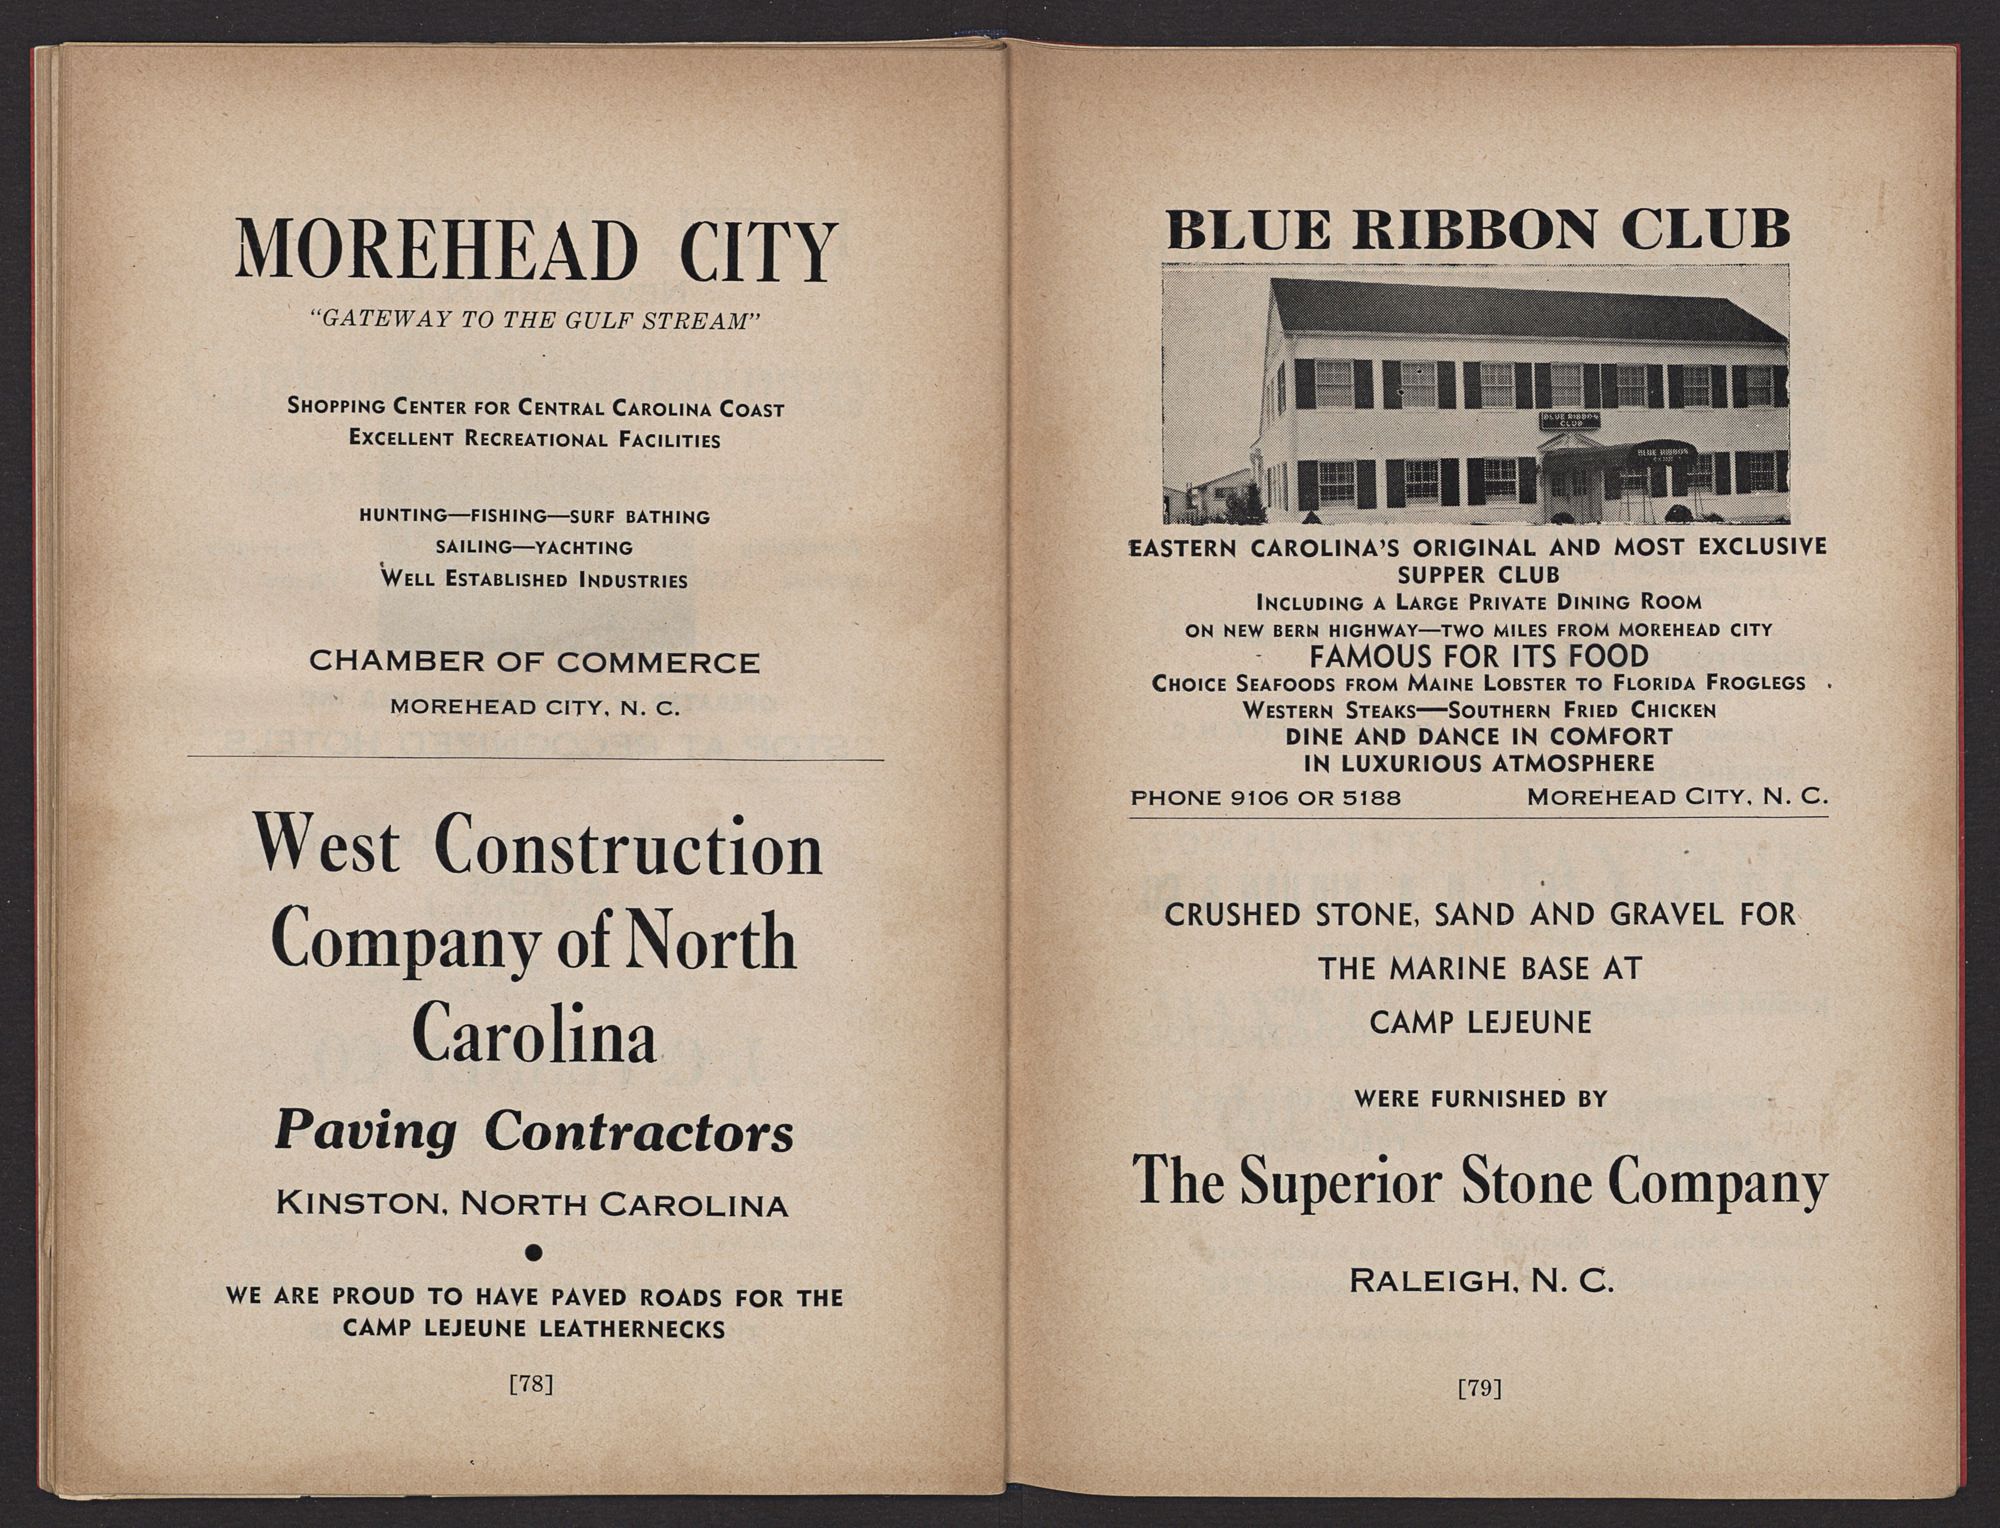 MOREHEAD CITY
"GATEWAY TO THE GULF STREAM"
SHOPPING CENTER FOR CENTRAL CAROLINA COAST
EXCELLENT RECREATIONAL FACILITIES
HUNTING—FISHING—SURF BATHING
SAILING—YACHTING
WELL ESTABLISHED INDUSTRIES
CHAMBER OF COMMERCE
MOREHEAD CITY, N. C.
West Construction
Company of North
Carolina
Paving Contractors
KINSTON, NORTH CAROLINA
●
WE ARE PROUD TO HAVE PAVED ROADS FOR THE
CAMP LEJEUNE LEATHERNECKS
[78]
BLUE RIBBON CLUB
BLUE RIBBON
CLUB
BLUE RIBBON
EASTERN CAROLINA'S ORIGINAL AND MOST EXCLUSIVE
SUPPER CLUB
INCLUDING A LARGE PRIVATE DINING ROOM
ON NEW BERN HIGHWAY—TWO MILES FROM MOREHEAD CITY
FAMOUS FOR ITS FOOD
CHOICE SEAFOODS FROM MAINE LOBSTER TO FLORIDA FROGLEGS
WESTERN STEAKS—SOUTHERN FRIED CHICKEN
DINE AND DANCE IN COMFORT
IN LUXURIOUS ATMOSPHERE
PHONE 9106 OR 5188 MOREHEAD CITY, N. C.
CRUSHED STONE, SAND AND GRAVEL FOR
THE MARINE BASE AT
CAMP LEJEUNE
WERE FURNISHED BY
The Superior Stone Company
RALEIGH, N. C.
[79]